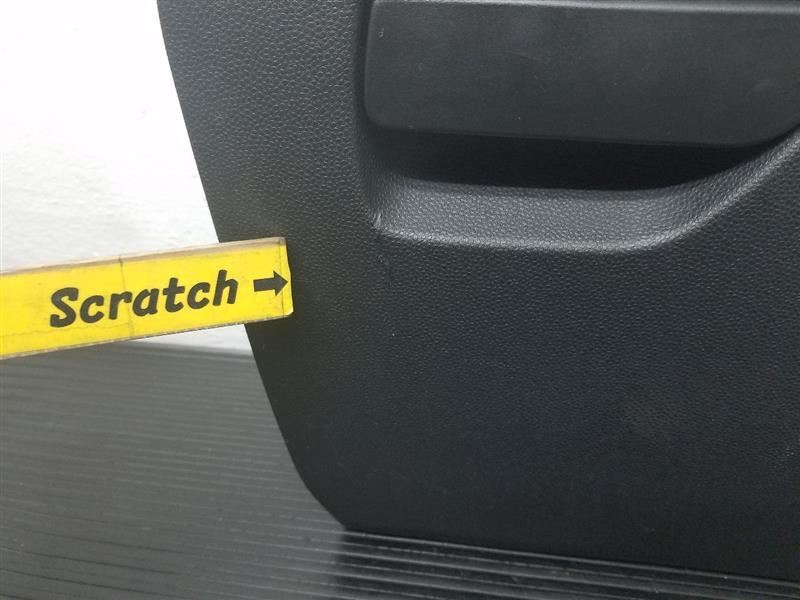 Scratch →